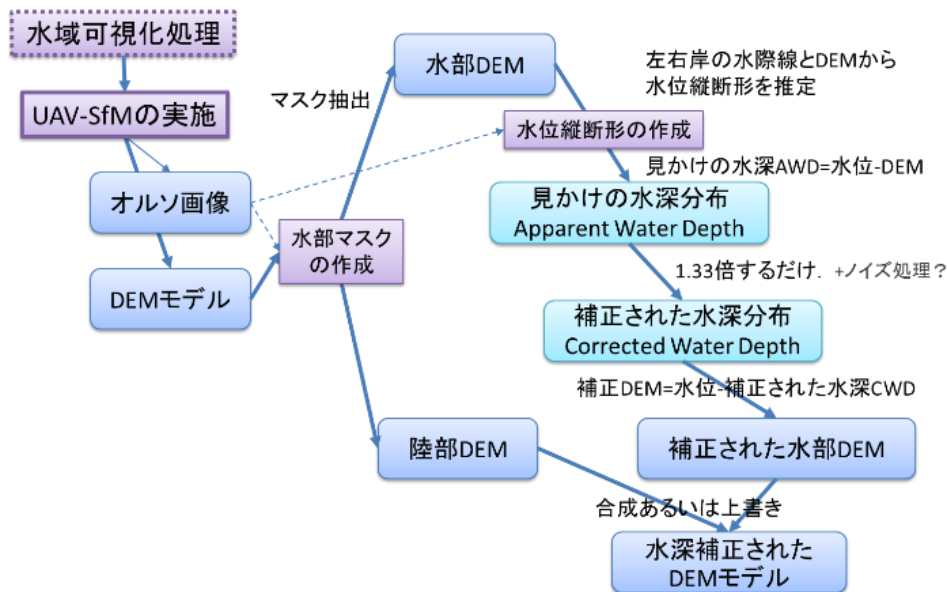 水域可視化処理
UAV-SfMの実施
オルソ画像
DEMモデル
マスク抽出
水部マスク
の作成
水部DEM
左右岸の水際線とDEMから
水位縦断形を推定
水位縦断形の作成
見かけの水深AWD=水位-DEM
見かけの水深分布
Apparent Water Depth
1.33倍するだけ. +ノイズ処理？
補正された水深分布
Corrected Water Depth
補正DEM=水位-補正された水深CWD
陸部DEM
補正された水部DEM
合成あるいは上書き
水深補正された
DEMモデル